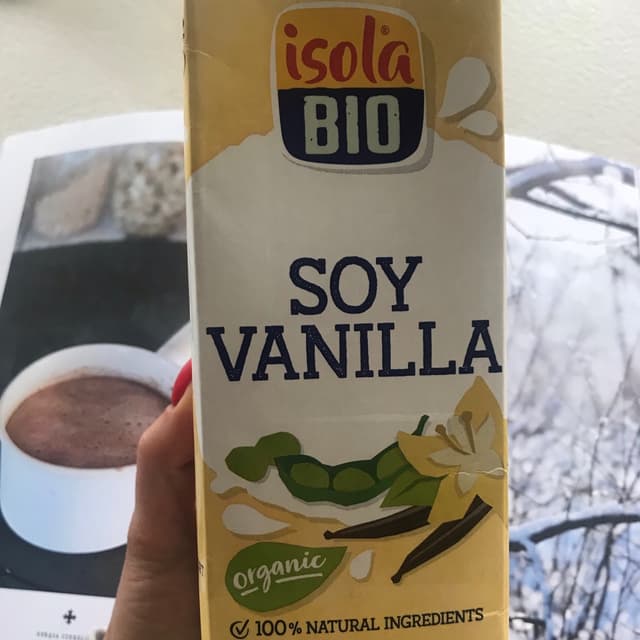 isola®
BIO
SOY
VANILLA
organic
100% NATURAL INGREDIENTS